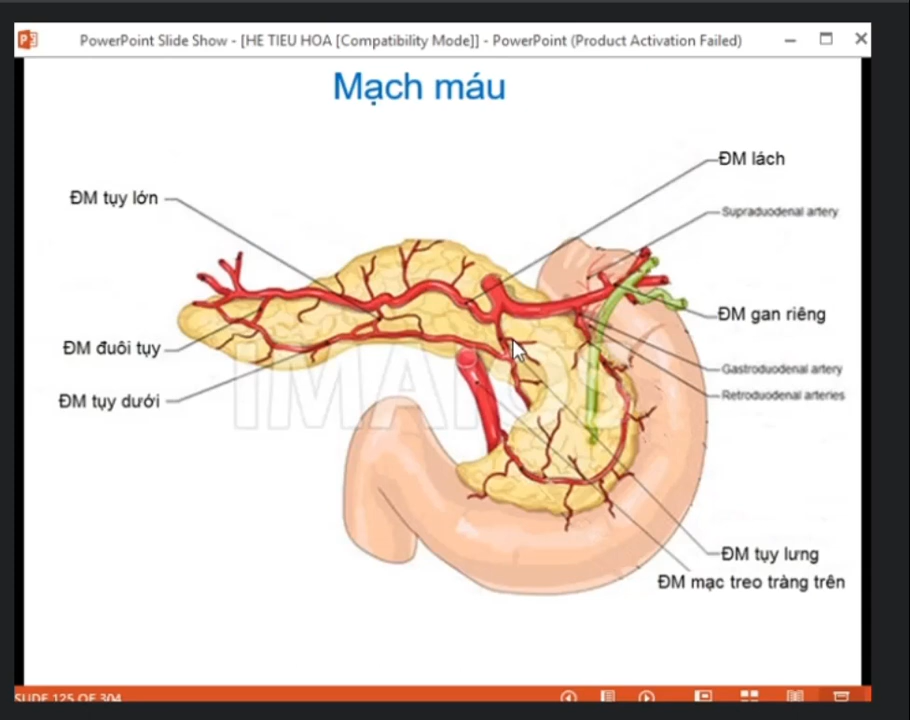 PowerPoint Slide Show - [HE TIEU HOA [Compatibility Mode]] - PowerPoint (Product Activation Failed)
Mạch máu
ĐM lách
ĐM tụy lớn
Supraduodenal artery
ĐM gan riêng
ĐM đuôi tụy
Gastroduodenal artery
Retroduodenal arteries
ĐM tụy dưới
IMAIOS
ĐM tụy lưng
ĐM mạc treo tràng trên
SLIDE 125 OF 304